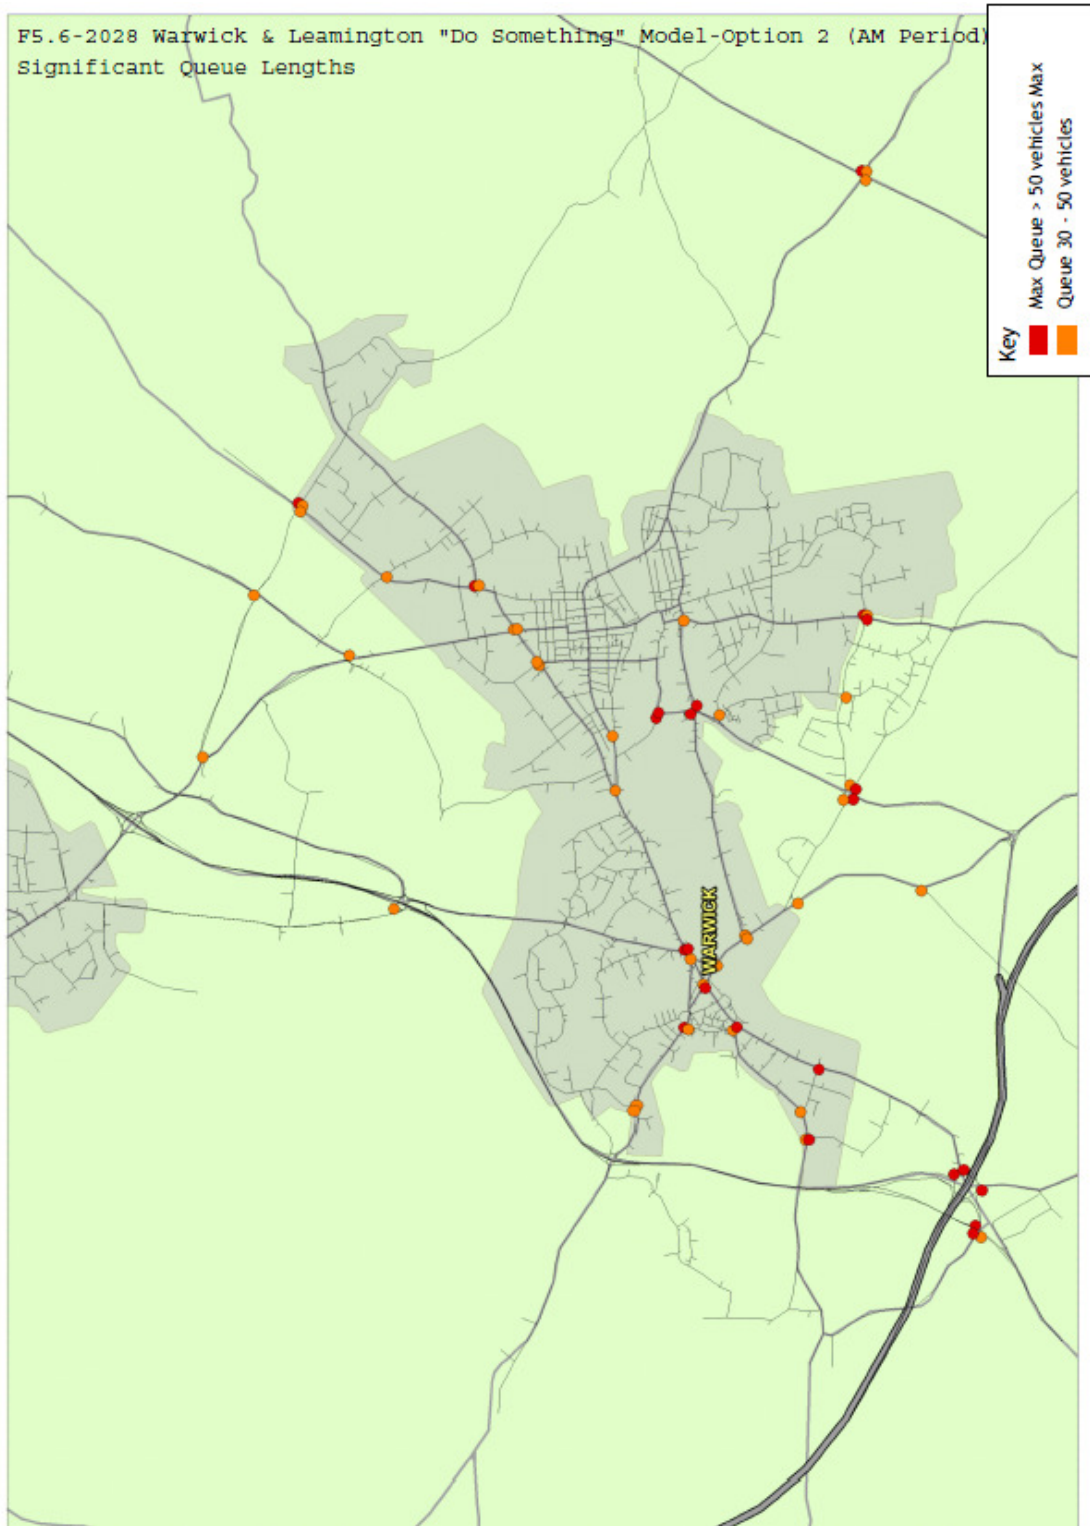 F5.6-2028 Warwick & Leamington "Do Something" Model-Option 2 (AM Period)
Significant Queue Lengths
Key
Max Queue > 50 vehicles Max
Queue 30 - 50 vehicles
WARWICK